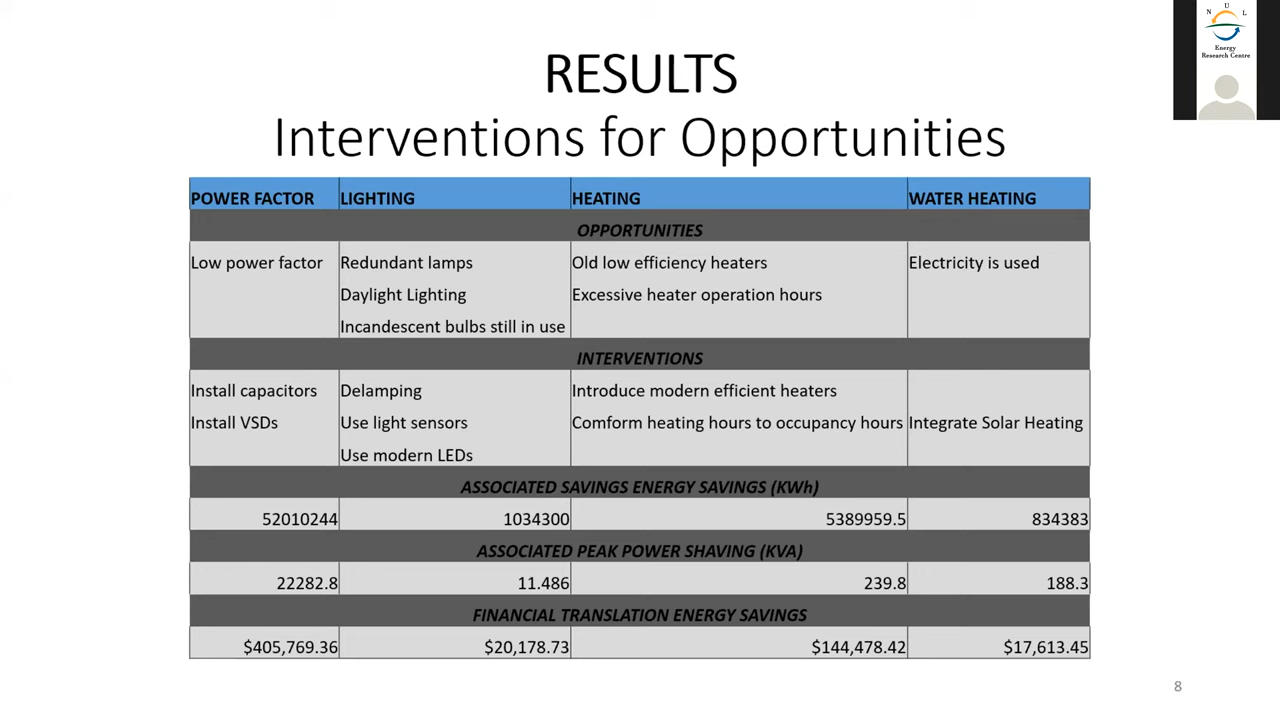 N U L
Energy
Research Centre
RESULTS
Interventions for Opportunities
POWER FACTOR LIGHTING HEATING WATER HEATING
OPPORTUNITIES
Low power factor Redundant lamps Old low efficiency heaters Electricity is used
Daylight Lighting Excessive heater operation hours
Incandescent bulbs still in use
INTERVENTIONS
Install capacitors Delamping Introduce modern efficient heaters
Install VSDs Use light sensors Comform heating hours to occupancy hours Integrate Solar Heating
Use modern LEDs
ASSOCIATED SAVINGS ENERGY SAVINGS (KWh)
52010244 1034300 5389959.5 834383
ASSOCIATED PEAK POWER SHAVING (KVA)
22282.8 11.486 239.8 188.3
FINANCIAL TRANSLATION ENERGY SAVINGS
$405,769.36 $20,178.73 $144,478.42 $17,613.45
8